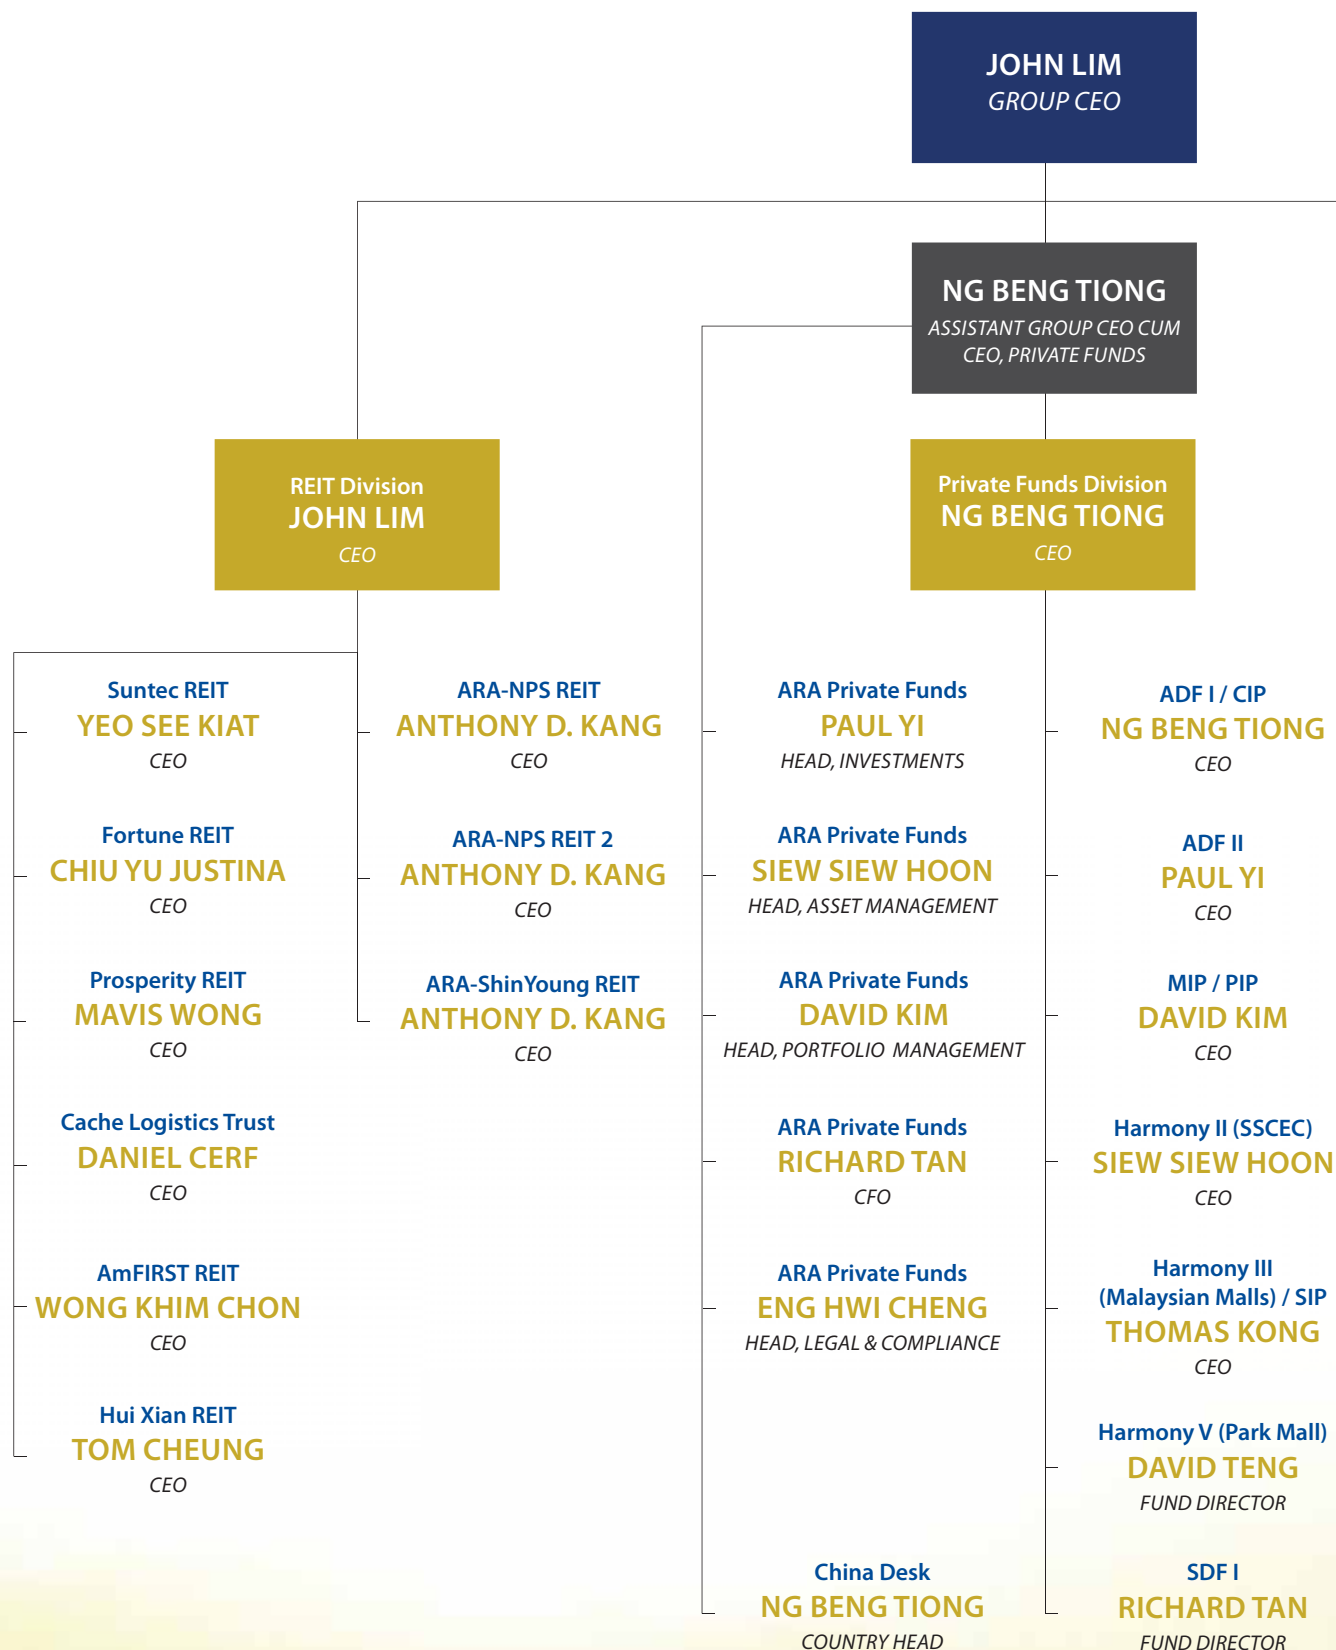 JOHN LIM
GROUP CEO
NG BENG TIONG
ASSISTANT GROUP CEO CUM
CEO, PRIVATE FUNDS
REIT Division
JOHN LIM
CEO
Private Funds Division
NG BENG TIONG
CEO
Suntec REIT
YEO SEE KIAT
CEO
Fortune REIT
CHIU YU JUSTINA
CEO
Prosperity REIT
MAVIS WONG
CEO
Cache Logistics Trust
DANIEL CERF
CEO
AmFIRST REIT
WONG KHIM CHON
CEO
Hui Xian REIT
TOM CHEUNG
CEO
ARA-NPS REIT
ANTHONY D. KANG
CEO
ARA-NPS REIT 2
ANTHONY D. KANG
CEO
ARA-ShinYoung REIT
ANTHONY D. KANG
CEO
ARA Private Funds
PAUL YI
HEAD, INVESTMENTS
ARA Private Funds
SIEW SIEW HOON
HEAD, ASSET MANAGEMENT
ARA Private Funds
DAVID KIM
HEAD, PORTFOLIO MANAGEMENT
ARA Private Funds
RICHARD TAN
CFO
ARA Private Funds
ENG HWI CHENG
HEAD, LEGAL & COMPLIANCE
China Desk
NG BENG TIONG
COUNTRY HEAD
ADF I / CIP
NG BENG TIONG
CEO
ADF II
PAUL YI
CEO
MIP / PIP
DAVID KIM
CEO
Harmony II (SSCEC)
SIEW SIEW HOON
CEO
Harmony III
(Malaysian Malls) / SIP
THOMAS KONG
CEO
Harmony V (Park Mall)
DAVID TENG
FUND DIRECTOR
SDF I
RICHARD TAN
FUND DIRECTOR